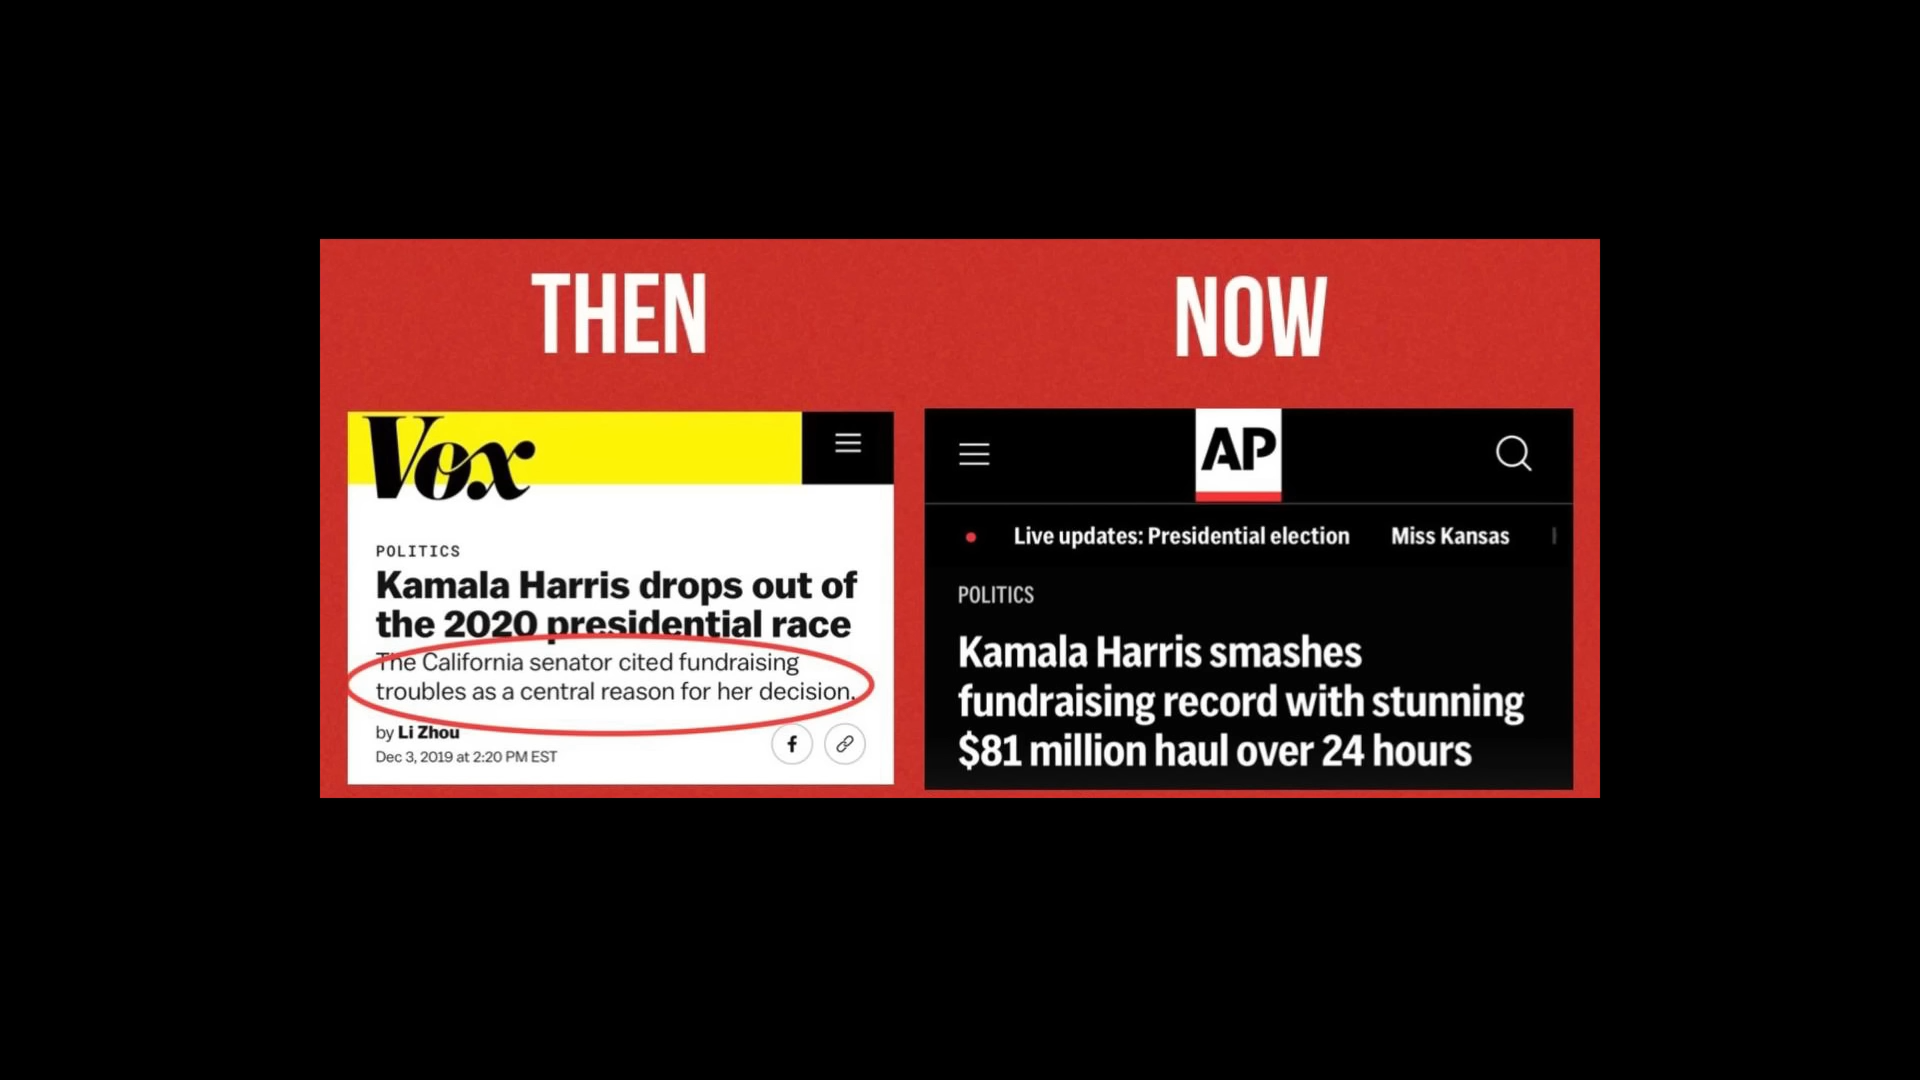 THEN
NOW
Vox
POLITICS
Kamala Harris drops out of
the 2020 presidential race
The California senator cited fundraising
troubles as a central reason for her decision.
by Li Zhou
Dec 3, 2019 at 2:20 PM EST
AP
Live updates: Presidential election
Miss Kansas
POLITICS
Kamala Harris smashes
fundraising record with stunning
$81 million haul over 24 hours